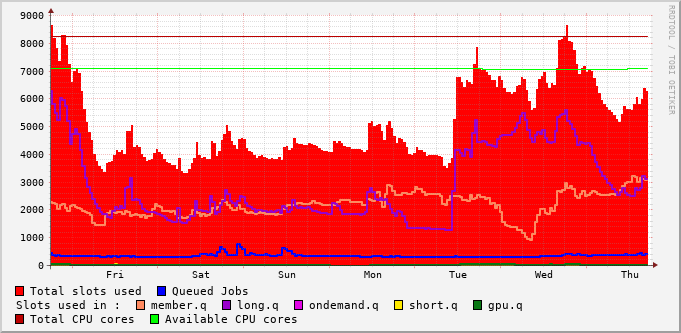 9000
8000
7000
6000
5000
4000
3000
2000
1000
0
Fri Sat Sun Mon Tue Wed Thu
RRDTOOL / TOBI OETIKER
Total slots used Queued Jobs
Slots used in : member.q long.q ondemand.q short.q gpu.q
Total CPU cores Available CPU cores